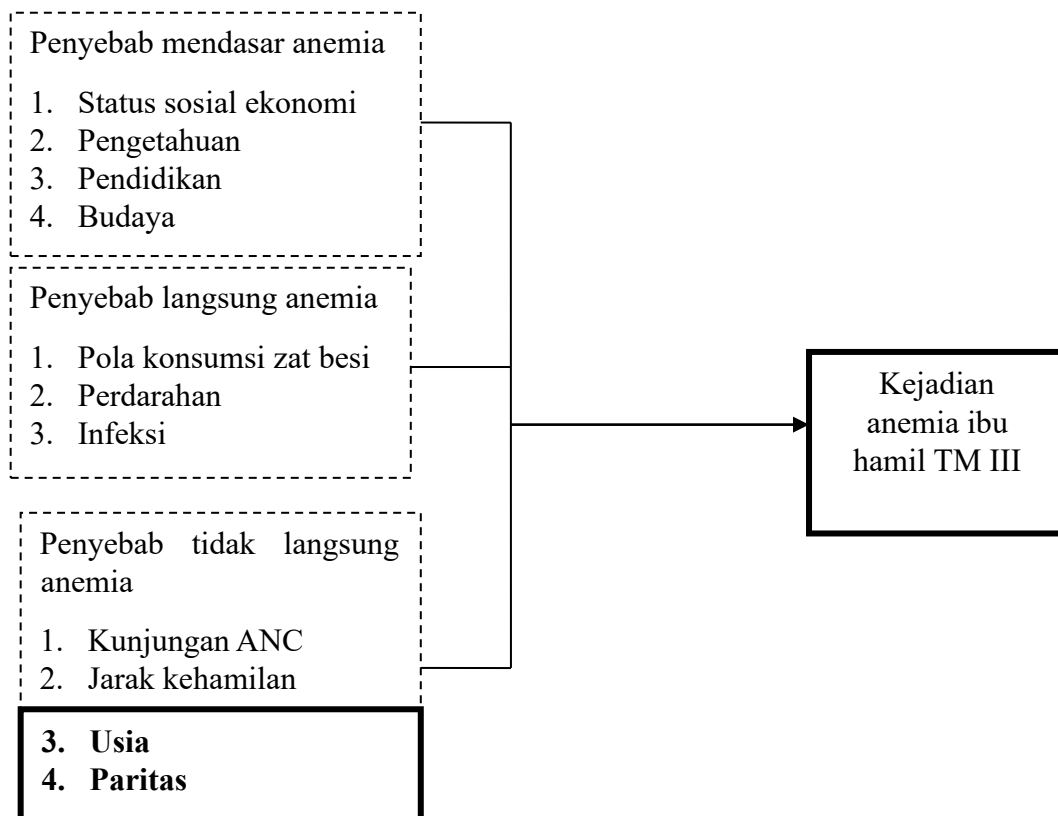 Penyebab mendasar anemia
1. Status sosial ekonomi
2. Pengetahuan
3. Pendidikan
4. Budaya
Penyebab langsung anemia
1. Pola konsumsi zat besi
2. Perdarahan
3. Infeksi
Penyebab tidak langsung
anemia
1. Kunjungan ANC
2. Jarak kehamilan
3. Usia
4. Paritas
Kejadian
anemia ibu
hamil TM III